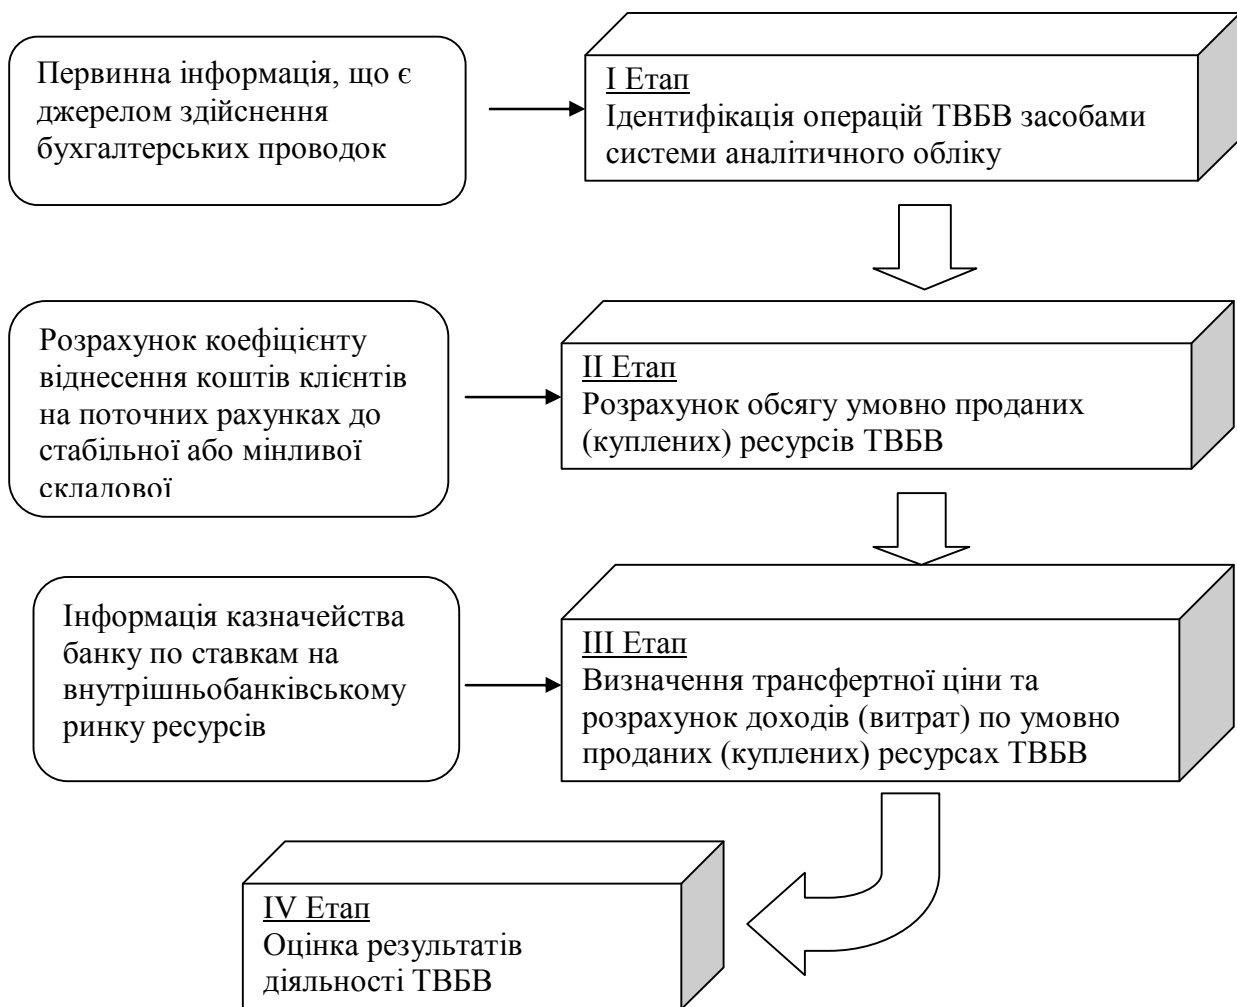 Первинна інформація, що є
джерелом здійснення
бухгалтерських проводок
І Етап
Ідентифікація операцій ТВБВ засобами
системи аналітичного обліку
Розрахунок коефіцієнту
віднесення коштів клієнтів
на поточних рахунках до
стабільної або мінливої
складової
ІІ Етап
Розрахунок обсягу умовно проданих
(куплених) ресурсів ТВБВ
Інформація казначейства
банку по ставкам на
внутрішньобанківському
ринку ресурсів
ІІІ Етап
Визначення трансфертної ціни та
розрахунок доходів (витрат) по умовно
проданих (куплених) ресурсах ТВБВ
IV Етап
Оцінка результатів
діяльності ТВБВ